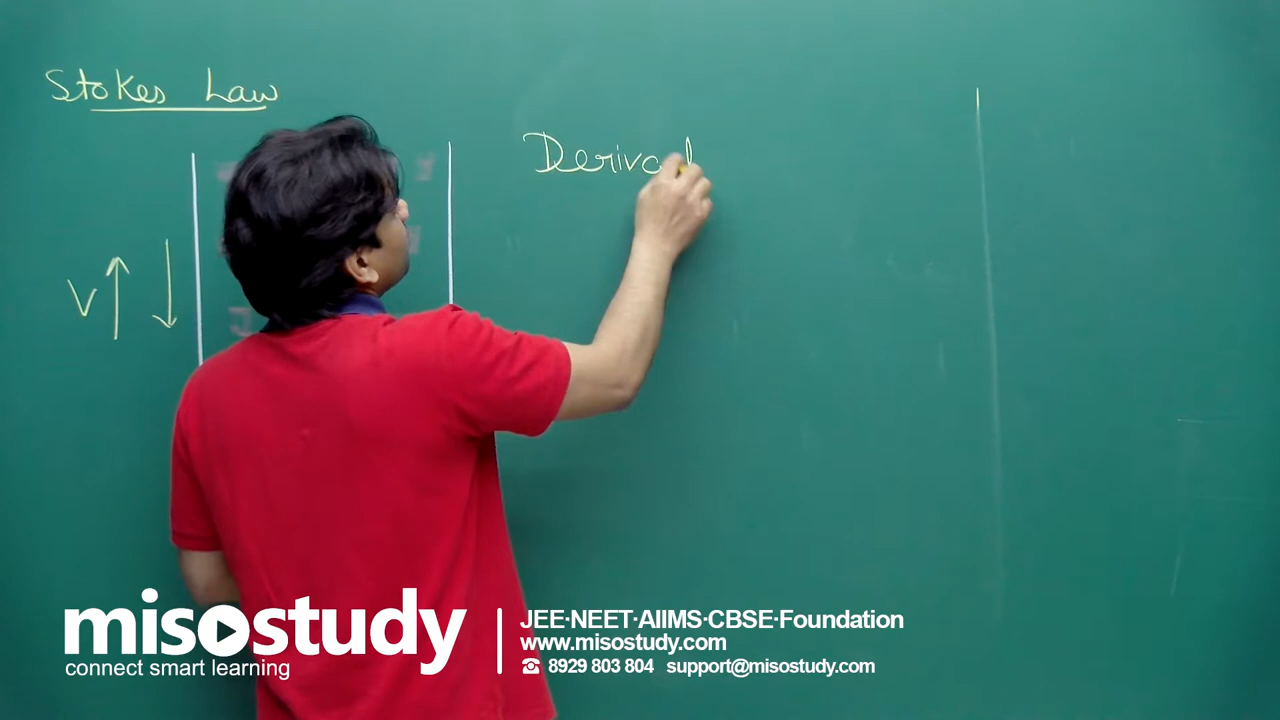 Stokes Law
V
misostudy
connect smart learning
JEE·NEET·AIIMS·CBSE·Foundation
www.misostudy.com
8929 803 804 support@misostudy.com